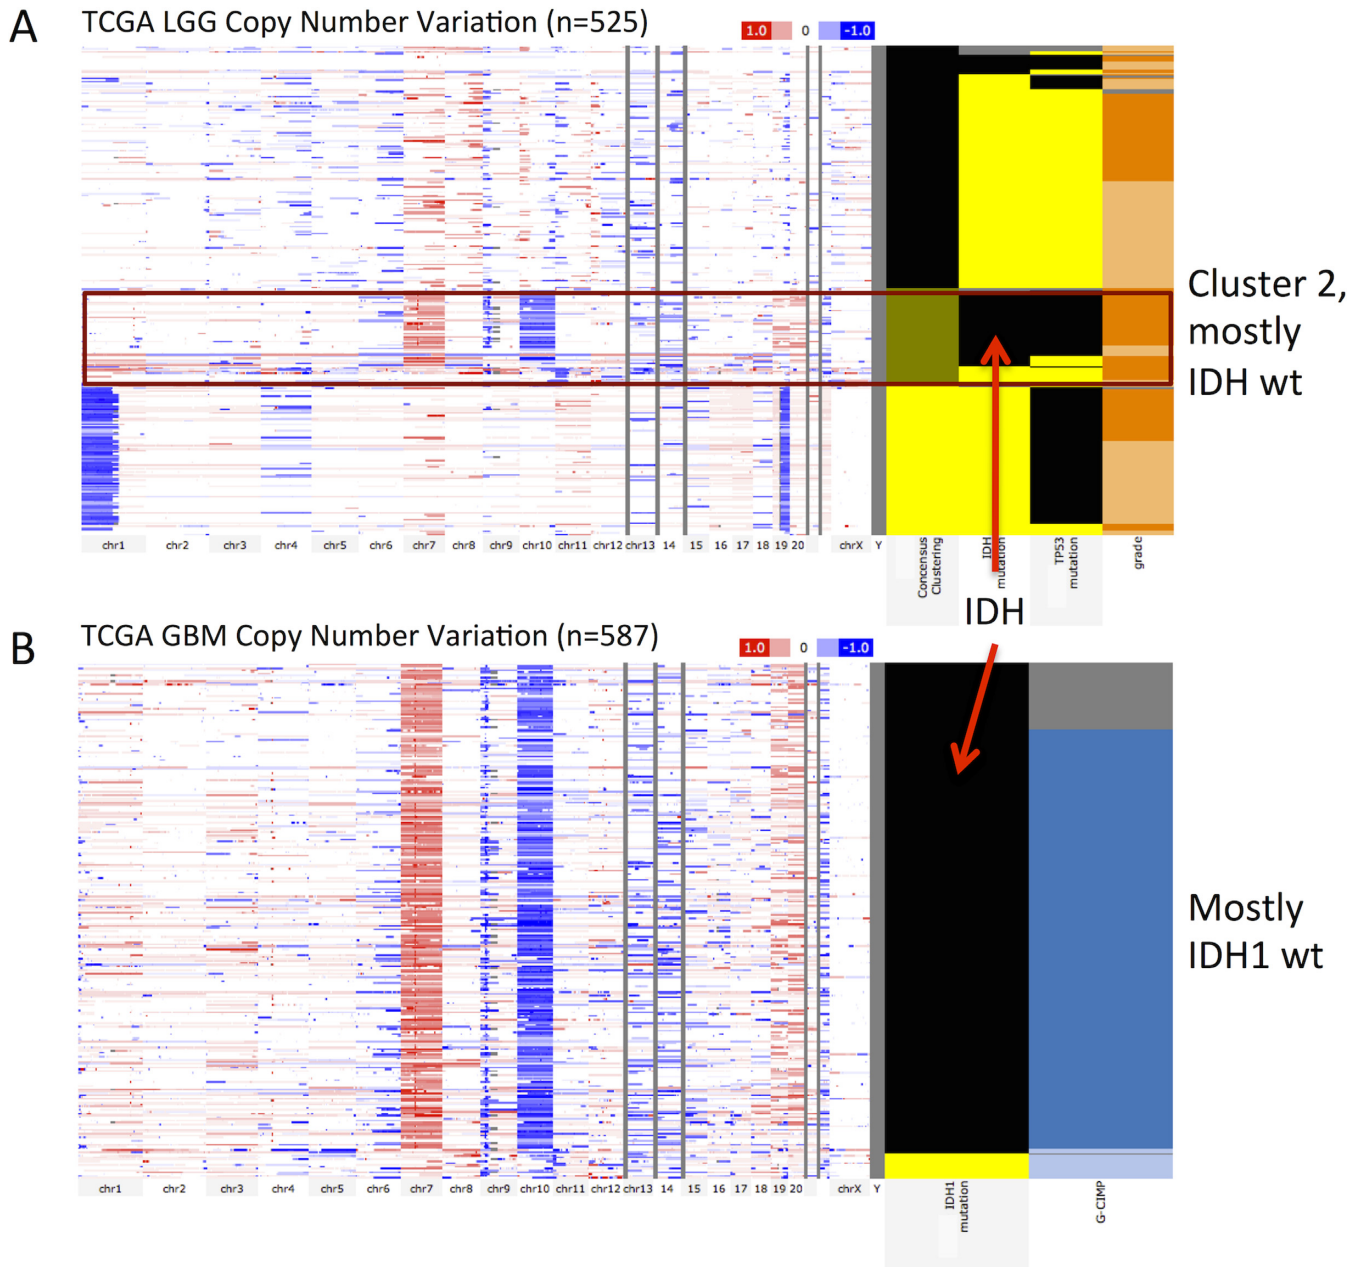 A
TCGA LGG Copy Number Variation (n=525)
1.0 0 -1.0
Cluster 2,
mostly
IDH wt
chr1 chr2 chr3 chr4 chr5 chr6 chr7 chr8 chr9 chr10 chr11 chr12 chr13 14 15 16 17 18 19 20 chrX Y
Concensus
Clustering
IDH
mutation
TP53
mutation
grade
IDH
B
TCGA GBM Copy Number Variation (n=587)
1.0 0 -1.0
Mostly
IDH1 wt
chr1 chr2 chr3 chr4 chr5 chr6 chr7 chr8 chr9 chr10 chr11 chr12 chr13 14 15 16 17 18 19 20 chrX Y
IDH1
mutation
G-CIMP